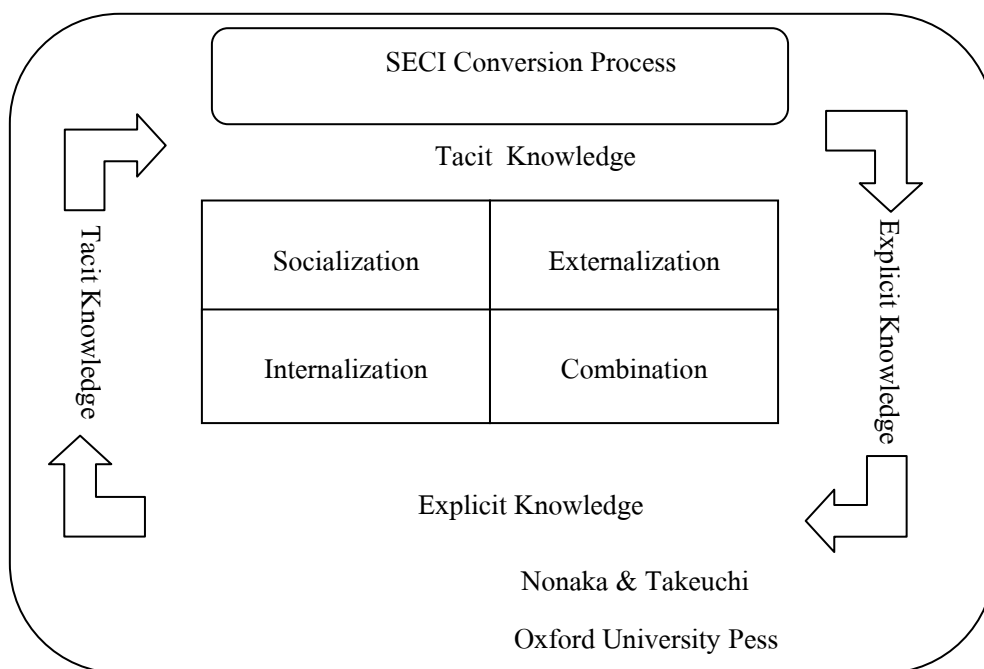 SECI Conversion Process
Tacit Knowledge
Tacit Knowledge
Socialization
Externalization
Explicit Knowledge
Internalization
Combination
Explicit Knowledge
Nonaka & Takeuchi
Oxford University Pess